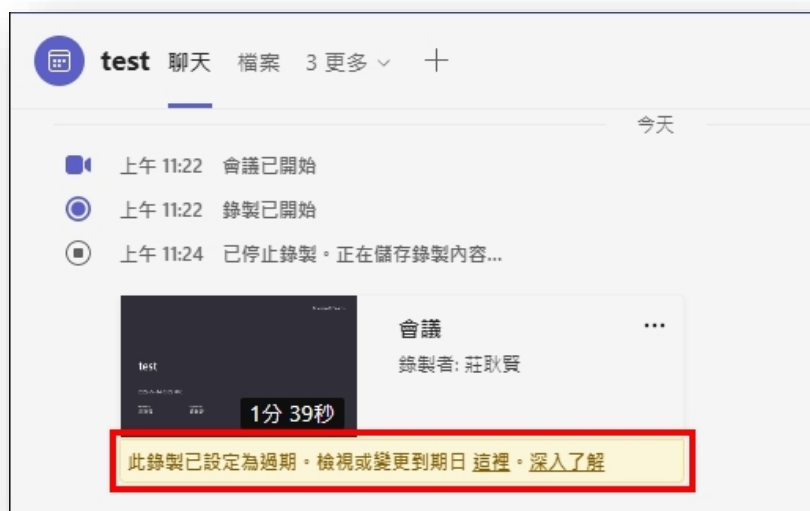 test 聊天 檔案 3 更多
今天
上午 11:22 會議已開始
上午 11:22 錄製已開始
上午 11:24 已停止錄製。正在儲存錄製內容...
會議
錄製者: 莊耿賢
test
1分 39秒
此錄製已設定為過期。檢視或變更到期日 這裡。深入了解